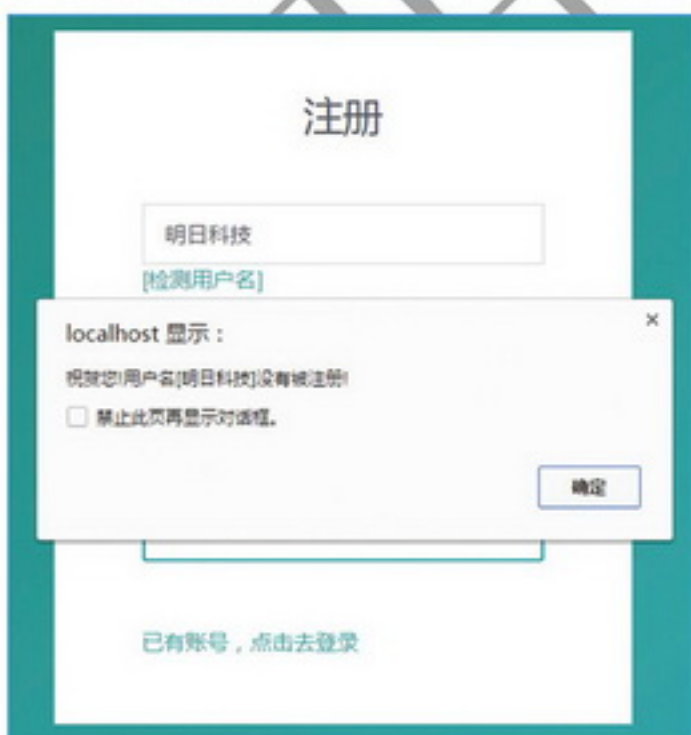 注册
明日科技
[检测用户名]
localhost 显示：
祝贺您!用户名[明日科技]没有被注册!
禁止此页再显示对话框。
确定
已有账号，点击去登录